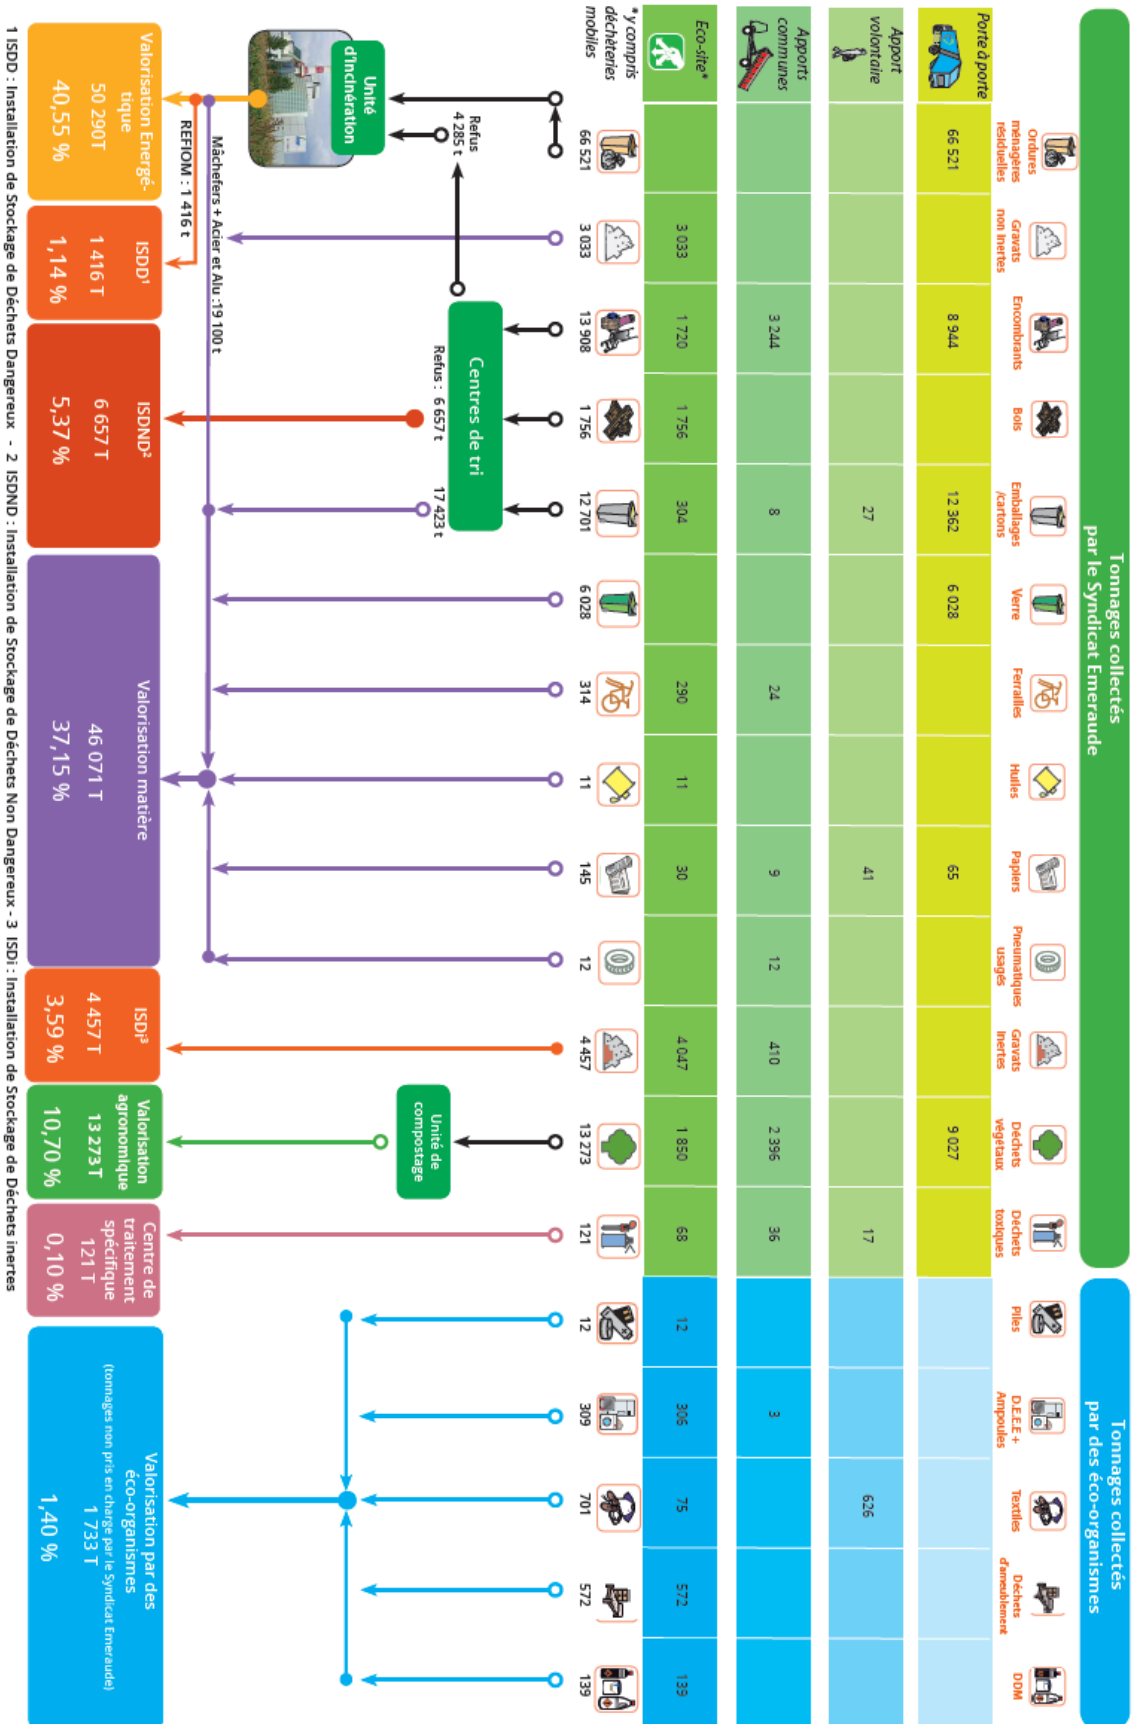 Tonnages collectés
par le Syndicat Emeraude
Tonnages collectés
par des éco-organismes
Ordures
ménagères
résiduelles
Gravats
non inertes
Encombrants
Bois
Emballages
/cartons
Verre
Ferrailles
Huiles
Papiers
Pneumatiques
usagés
Gravats
Inertes
Déchets
végétaux
Déchets
toxiques
Piles
D.E.E.E +
Ampoules
Textiles
Déchets
d'ameublement
DDM
Porte à porte
66 521
8 944
12 362
6 028
65
9 027
Apport
volontaire
27
41
17
626
Apports
communes
3 244
8
24
9
12
410
2 396
36
3
Eco-site*
3 033
1 720
1 756
304
290
11
30
4 047
1 850
68
12
306
75
572
139
* y compris
déchèteries
mobiles
66 521
3 033
13 908
1 756
12 701
6 028
314
11
145
12
4 457
13 273
121
12
309
701
572
139
Unité
d'Incinération
Refus
4 285 t
Centres de tri
Refus : 6 657 t
17 423 t
Unité de
compostage
Mâchefers + Acier et Alu :19 100 t
REFIOM : 1 416 t
Valorisation Energé-
tique
50 290T
40,55 %
ISDD¹
1 416 T
1,14 %
ISDND²
6 657 T
5,37 %
Valorisation matière
46 071 T
37,15 %
ISDi³
4 457 T
3,59 %
Valorisation
agronomique
13 273 T
10,70 %
Centre de
traitement
spécifique
121 T
0,10 %
Valorisation par des
éco-organismes
(tonnages non pris en charge par le Syndicat Emeraude)
1 733 T
1,40 %
1 ISDD : Installation de Stockage de Déchets Dangereux - 2 ISDND : Installation de Stockage de Déchets Non Dangereux - 3 ISDi : Installation de Stockage de Déchets inertes